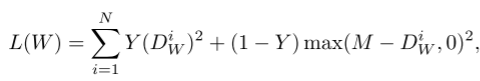 L(W) = \sum_{i=1}^{N} Y(D_W^i)^2 + (1 - Y) \max(M - D_W^i, 0)^2,